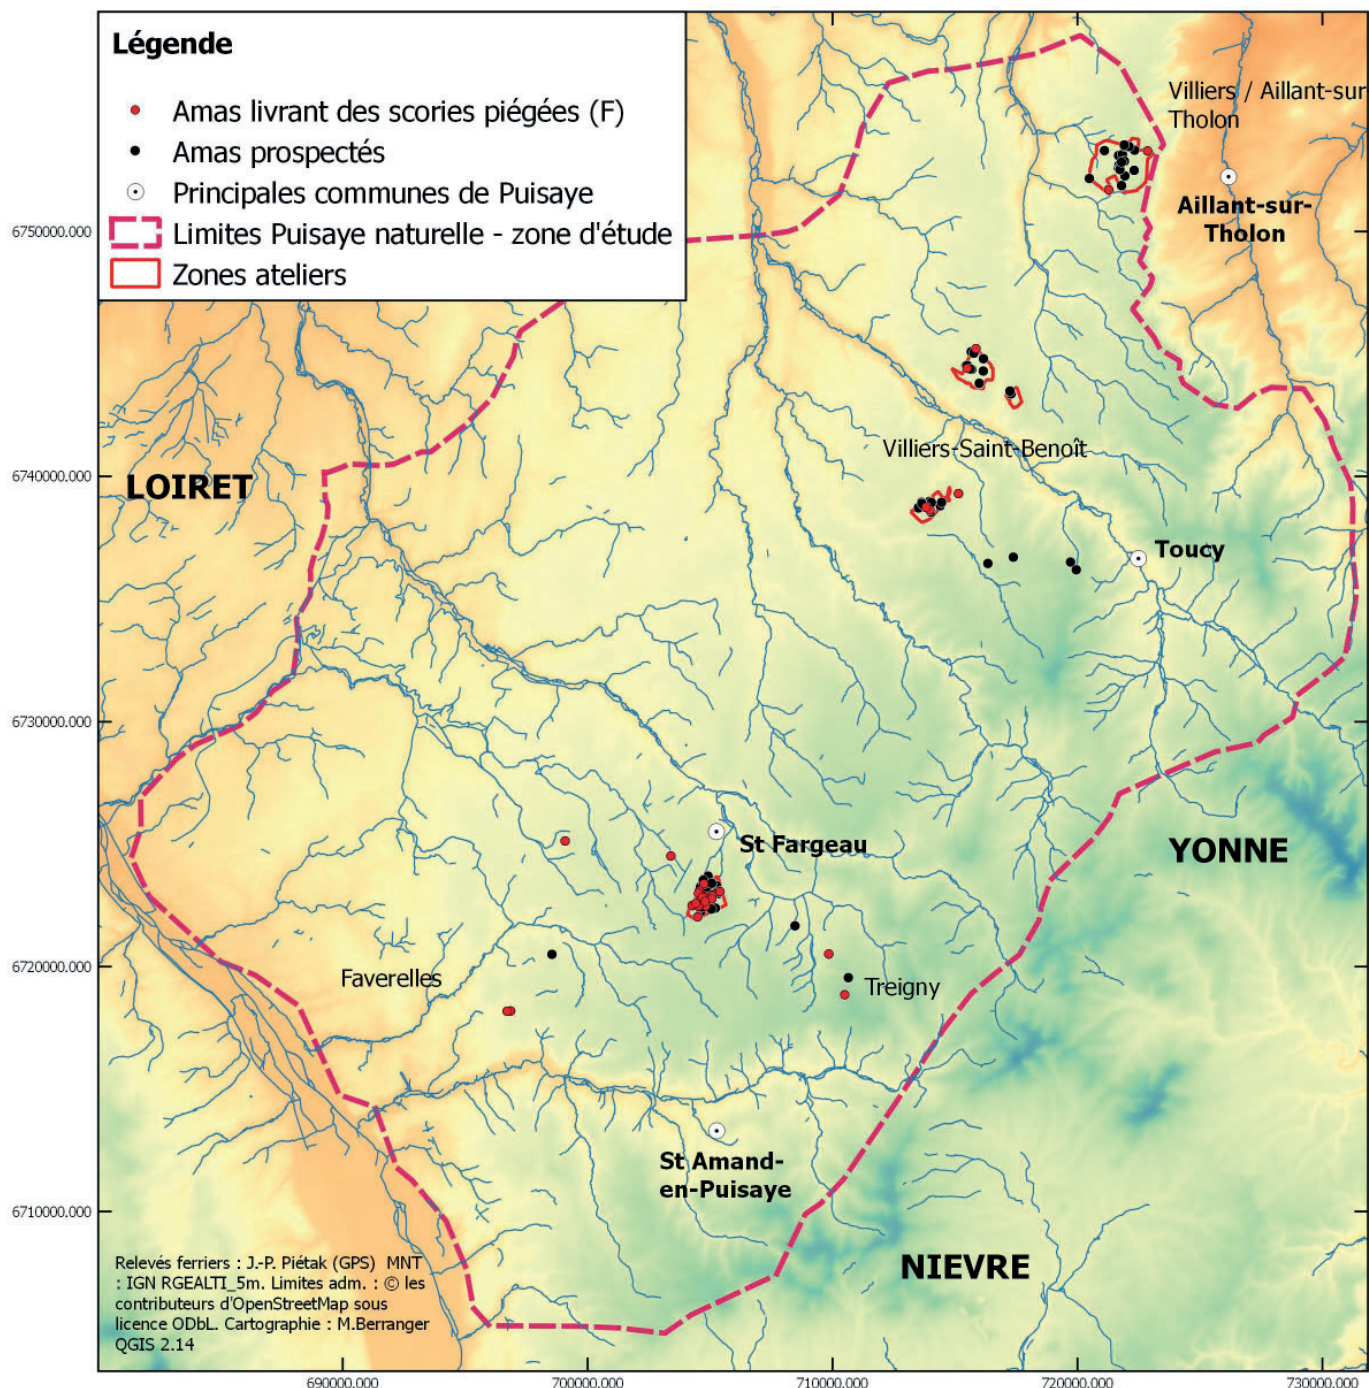 Légende
Amas livrant des scories piégées (F)
Amas prospectés
Principales communes de Puisaye
Limites Puisaye naturelle - zone d'étude
Zones ateliers
Villiers / Aillant-sur
Tholon
Aillant-sur-
Tholon
6750000.000
Villiers-Saint-Benoît
6740000.000
LOIRET
Toucy
6730000.000
St Fargeau
YONNE
6720000.000
Faverelles
Treigny
St Amand-
en-Puisaye
6710000.000
NIEVRE
Relevés ferriers : J.-P. Piétak (GPS) MNT
: IGN RGEALTI_5m. Limites adm. : © les
contributeurs d'OpenStreetMap sous
licence ODbL. Cartographie : M.Berranger
QGIS 2.14
690000.000
700000.000
710000.000
720000.000
730000.000